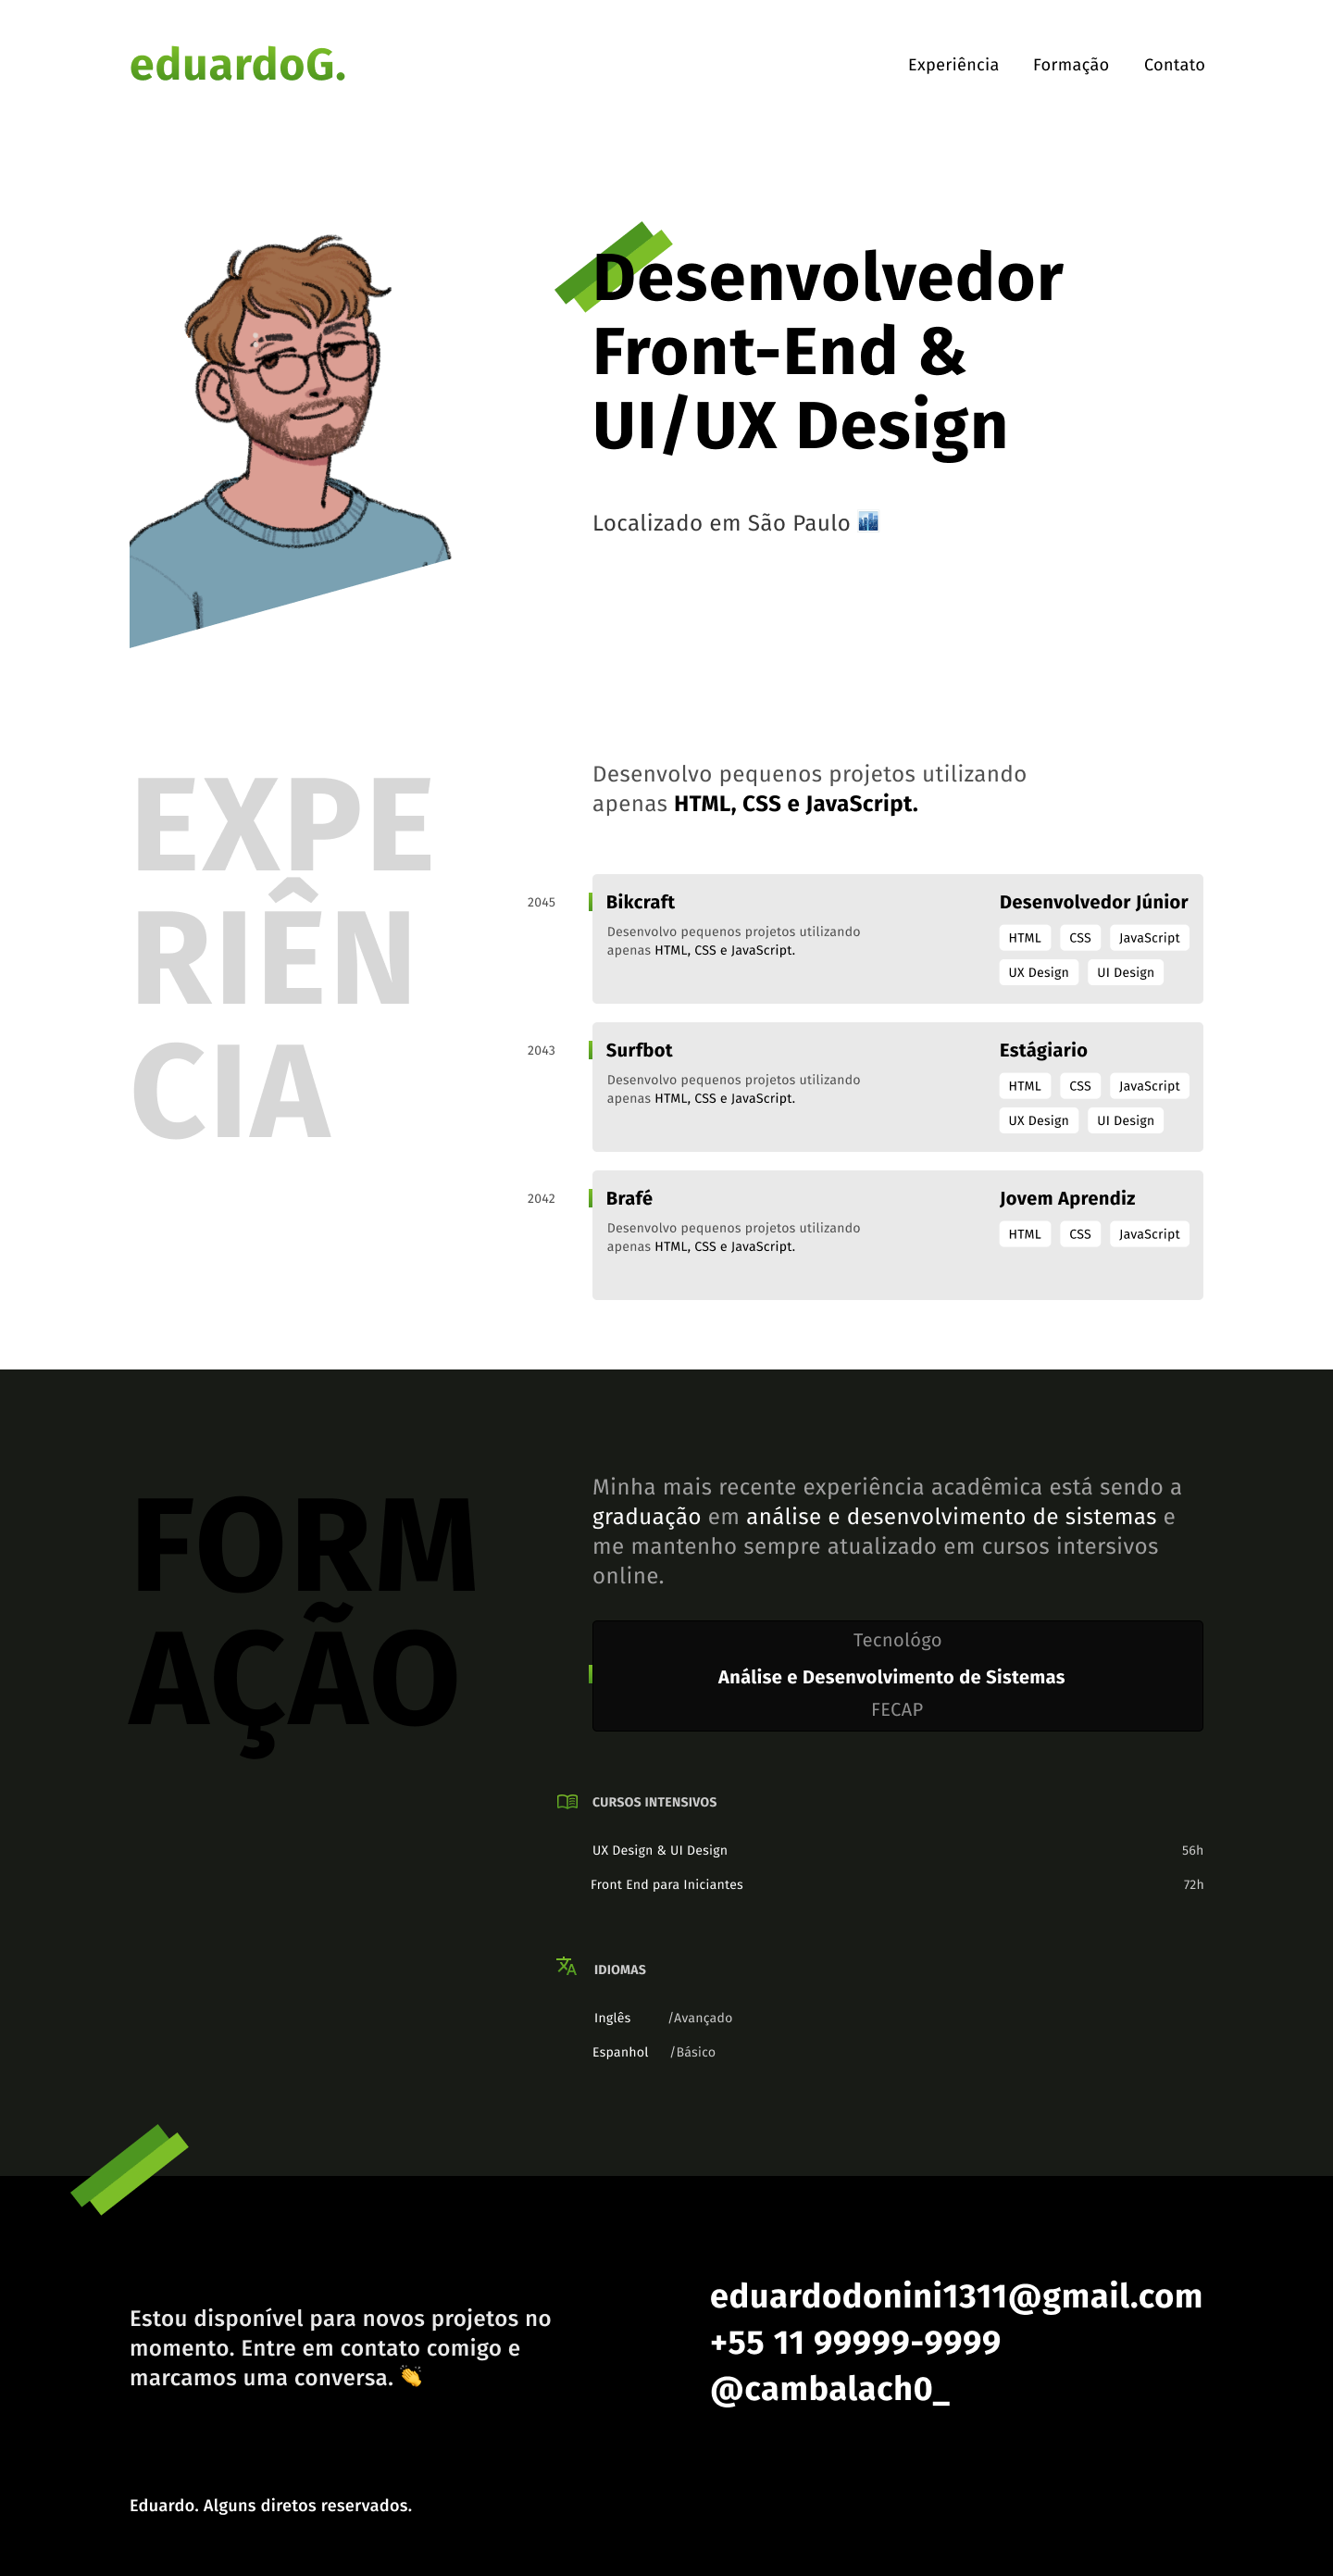 eduardoG.
Experiência Formação Contato
Desenvolvedor
Front-End &
UI/UX Design
Localizado em São Paulo 🏙️
EXPE
RIÊN
CIA
Desenvolvo pequenos projetos utilizando
apenas HTML, CSS e JavaScript.
2045
Bikcraft
Desenvolvo pequenos projetos utilizando
apenas HTML, CSS e JavaScript.
Desenvolvedor Júnior
HTML CSS JavaScript
UX Design UI Design
2043
Surfbot
Desenvolvo pequenos projetos utilizando
apenas HTML, CSS e JavaScript.
Estágiario
HTML CSS JavaScript
UX Design UI Design
2042
Brafé
Desenvolvo pequenos projetos utilizando
apenas HTML, CSS e JavaScript.
Jovem Aprendiz
HTML CSS JavaScript
FORM
AÇÃO
Minha mais recente experiência acadêmica está sendo a
graduação em análise e desenvolvimento de sistemas e
me mantenho sempre atualizado em cursos intersivos
online.
Tecnológo
Análise e Desenvolvimento de Sistemas
FECAP
CURSOS INTENSIVOS
UX Design & UI Design 56h
Front End para Iniciantes 72h
IDIOMAS
Inglês /Avançado
Espanhol /Básico
Estou disponível para novos projetos no
momento. Entre em contato comigo e
marcamos uma conversa. 👏
eduardodonini1311@gmail.com
+55 11 99999-9999
@cambalach0_
Eduardo. Alguns diretos reservados.